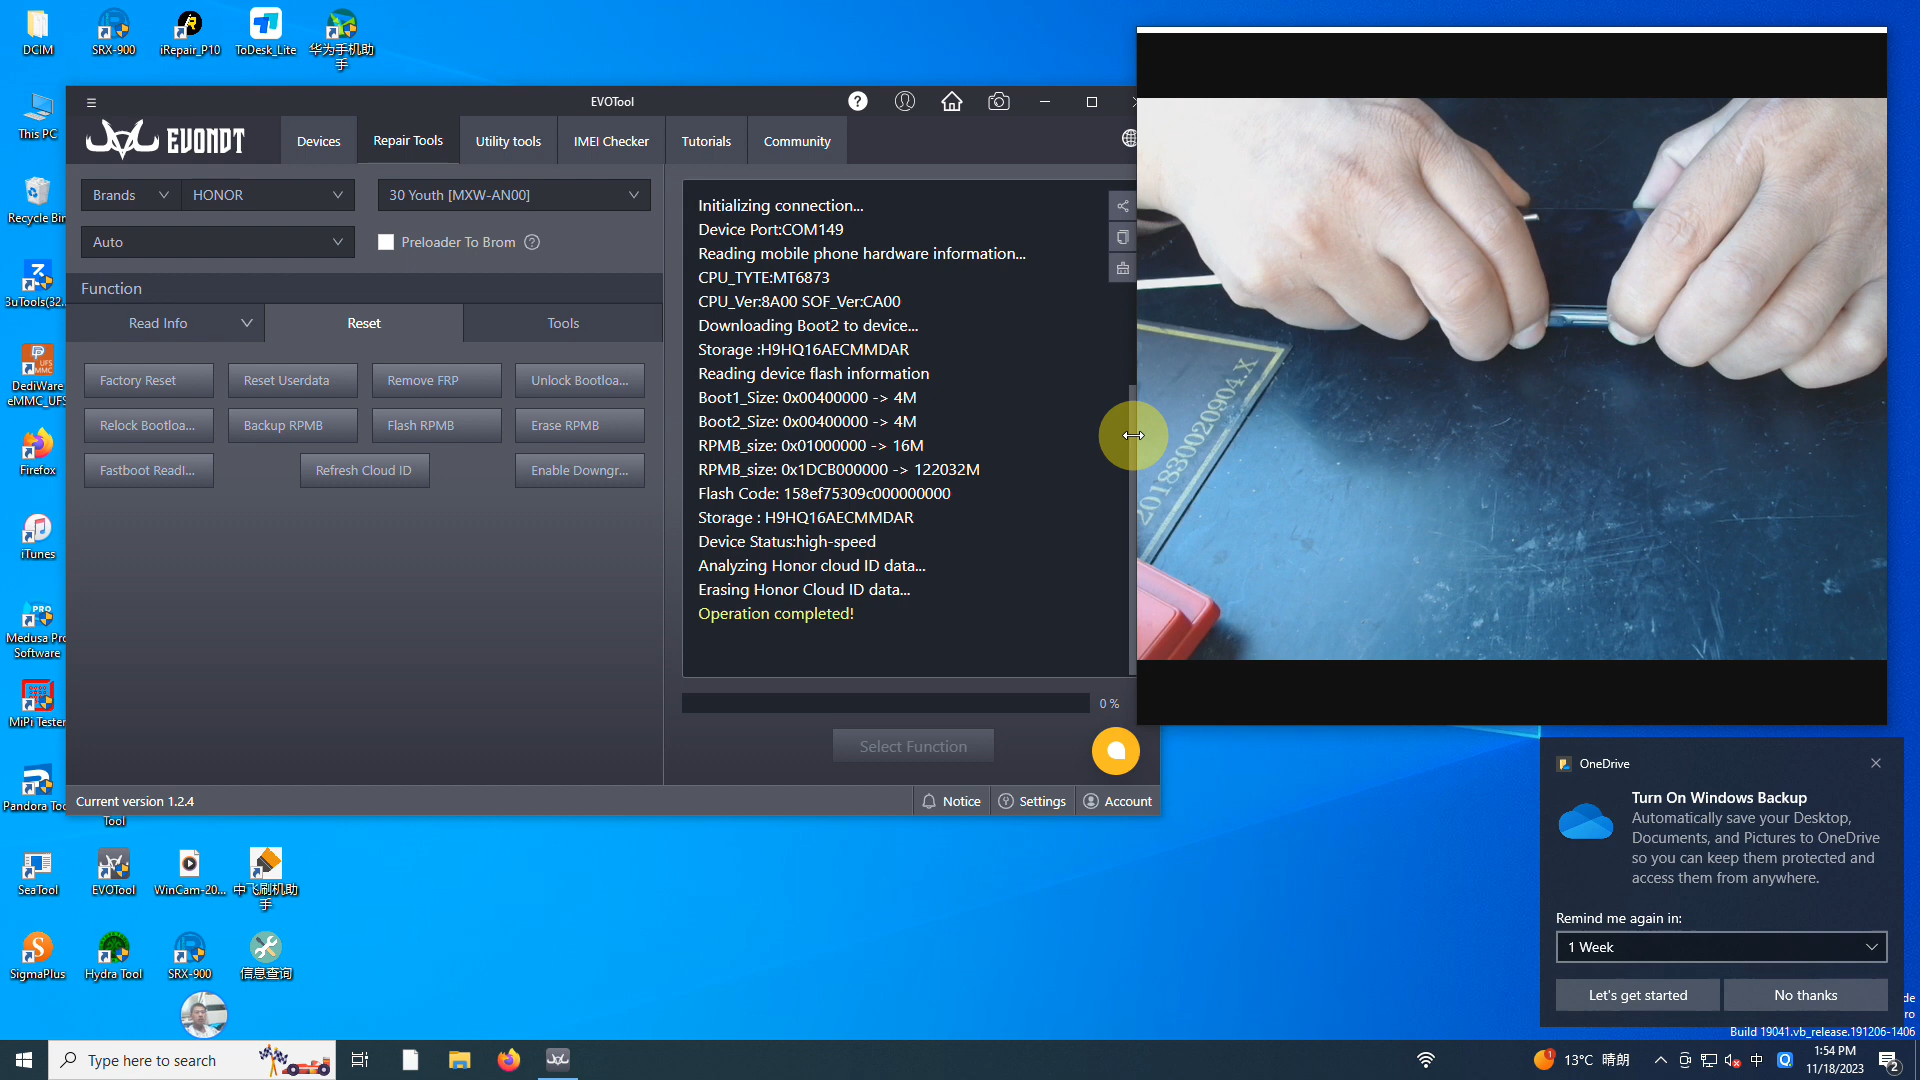 DCIM
SRX-900
iRepair_P10
ToDesk_Lite
华为手机助
手
This PC
Recycle Bin
3uTools(32...
DediWare
eMMC_UFS
Firefox
iTunes
Medusa Pro
Software
MiPi Tester
Pandora Too
Tool
SeaTool
EVOTool
WinCam-20...
中飞刷机助
手
SigmaPlus
Hydra Tool
SRX-900
信息查询
EVOTool
EVONDT
Devices
Repair Tools
Utility tools
IMEI Checker
Tutorials
Community
Brands
HONOR
30 Youth [MXW-AN00]
Auto
Preloader To Brom
Function
Read Info
Reset
Tools
Factory Reset
Reset Userdata
Remove FRP
Unlock Bootloa...
Relock Bootloa...
Backup RPMB
Flash RPMB
Erase RPMB
Fastboot ReadI...
Refresh Cloud ID
Enable Downgr...
Initializing connection...
Device Port:COM149
Reading mobile phone hardware information...
CPU_TYTE:MT6873
CPU_Ver:8A00 SOF_Ver:CA00
Downloading Boot2 to device...
Storage :H9HQ16AECMMDAR
Reading device flash information
Boot1_Size: 0x00400000 -> 4M
Boot2_Size: 0x00400000 -> 4M
RPMB_size: 0x01000000 -> 16M
RPMB_size: 0x1DCB000000 -> 122032M
Flash Code: 158ef75309c000000000
Storage : H9HQ16AECMMDAR
Device Status:high-speed
Analyzing Honor cloud ID data...
Erasing Honor Cloud ID data...
Operation completed!
0 %
Select Function
Current version 1.2.4
Notice
Settings
Account
201830020904.X
OneDrive
Turn On Windows Backup
Automatically save your Desktop,
Documents, and Pictures to OneDrive
so you can keep them protected and
access them from anywhere.
Remind me again in:
1 Week
Let's get started
No thanks
Build 19041.vb_release.191206-1406
Type here to search
13°C 晴朗
中
1:54 PM
11/18/2023
2